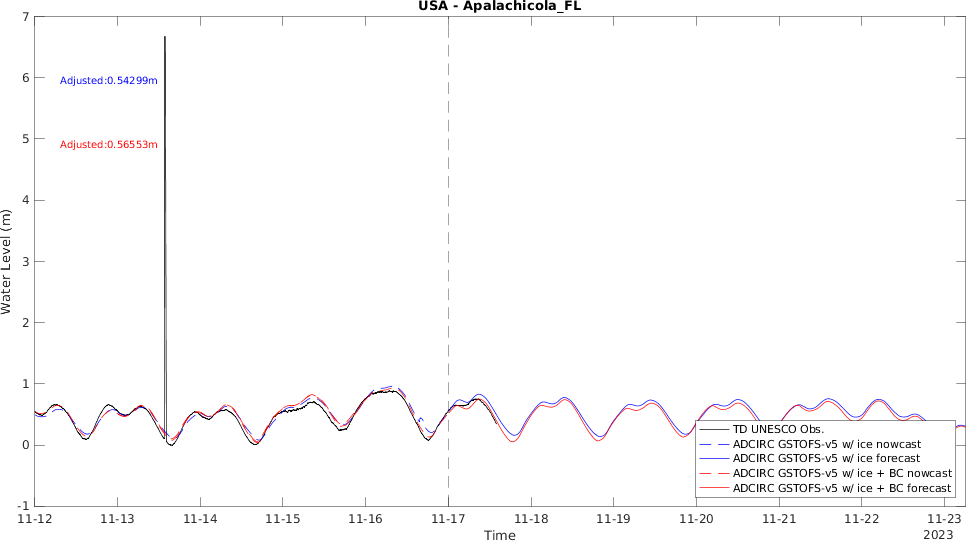 USA - Apalachicola_FL
7
6
5
4
3
2
1
0
-1
Water Level (m)
Adjusted:0.54299m
Adjusted:0.56553m
TD UNESCO Obs.
ADCIRC GSTOFS-v5 w/ ice nowcast
ADCIRC GSTOFS-v5 w/ ice forecast
ADCIRC GSTOFS-v5 w/ ice + BC nowcast
ADCIRC GSTOFS-v5 w/ ice + BC forecast
11-12 11-13 11-14 11-15 11-16 11-17 11-18 11-19 11-20 11-21 11-22 11-23
Time
2023